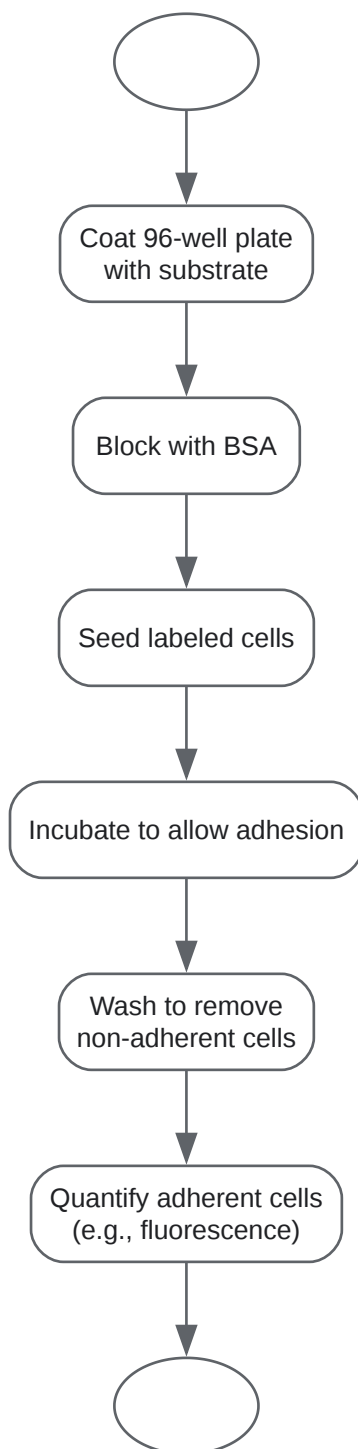 Coat 96-well plate
with substrate
Block with BSA
Seed labeled cells
Incubate to allow adhesion
Wash to remove
non-adherent cells
Quantify adherent cells
(e.g., fluorescence)